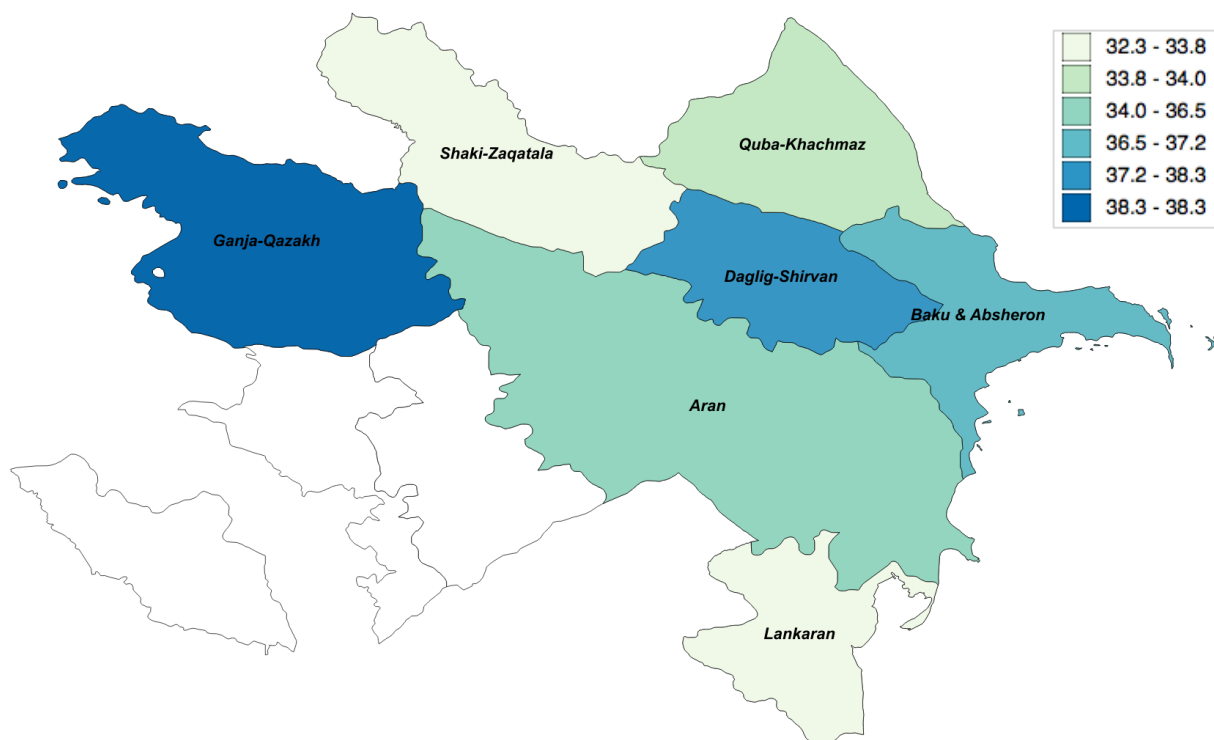 32.3 - 33.8
33.8 - 34.0
34.0 - 36.5
36.5 - 37.2
37.2 - 38.3
38.3 - 38.3
Quba-Khachmaz
Shaki-Zaqatala
Ganja-Qazakh
Daglig-Shirvan
Baku & Absheron
Aran
Lankaran